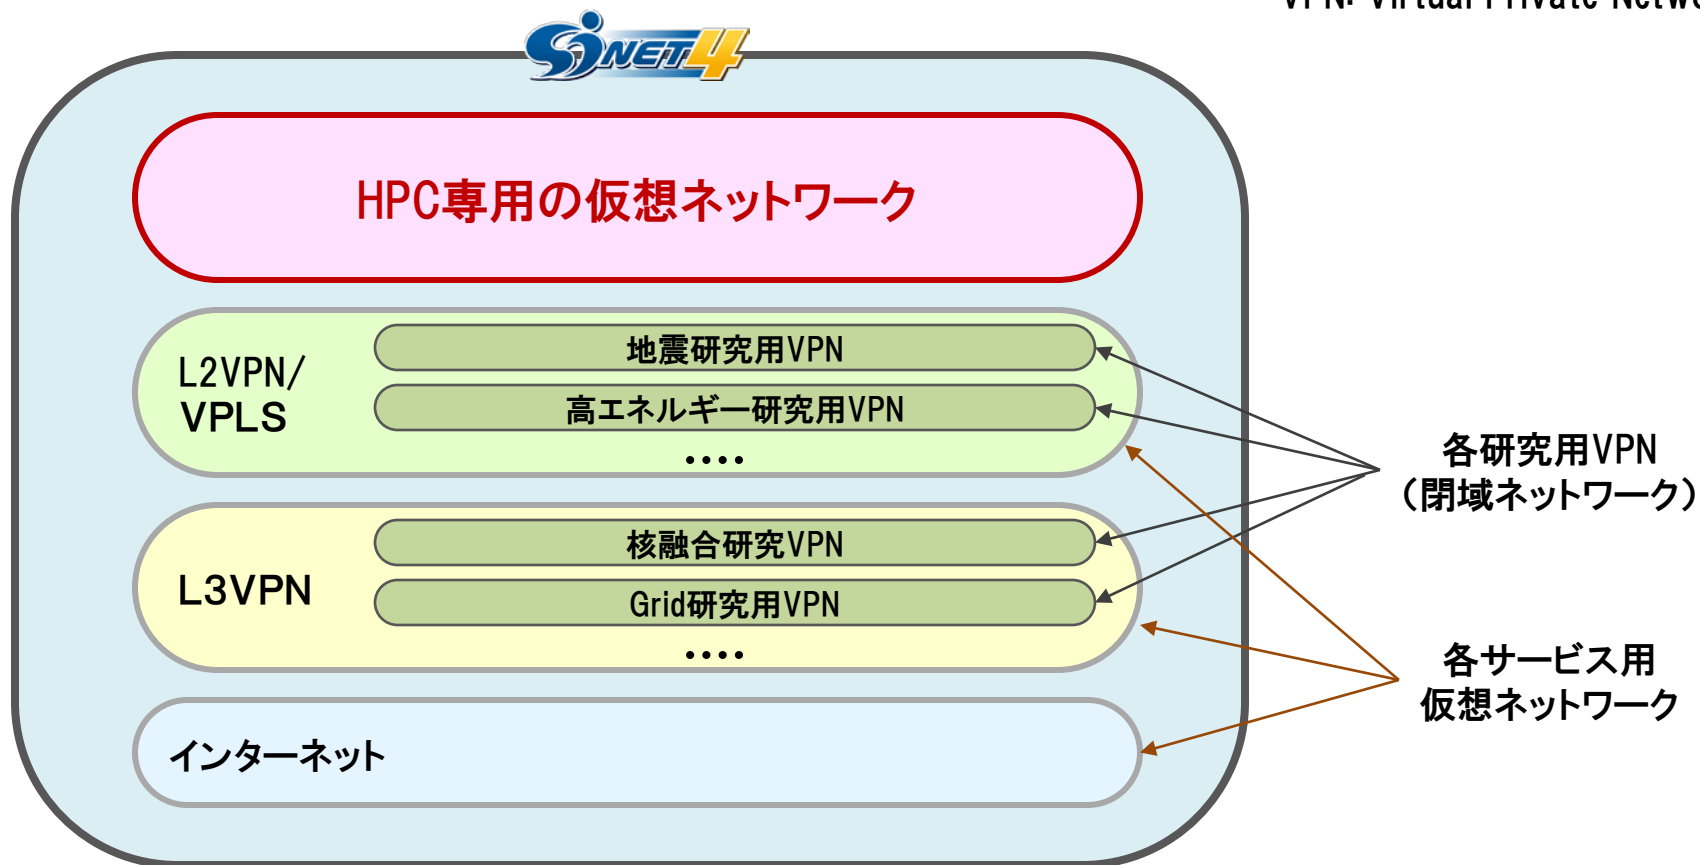 VPN: Virtual Private Netwo
SINET4
HPC専用の仮想ネットワーク
L2VPN/
VPLS
地震研究用VPN
高エネルギー研究用VPN
....
L3VPN
核融合研究VPN
Grid研究用VPN
....
インターネット
各研究用VPN
（閉域ネットワーク）
各サービス用
仮想ネットワーク